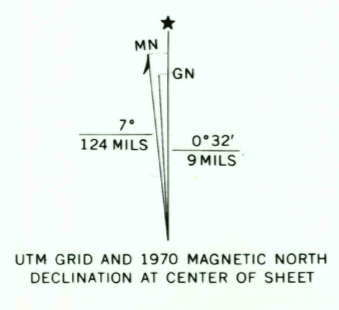 ★
MN
GN
7°
124 MILS
0°32'
9 MILS
UTM GRID AND 1970 MAGNETIC NORTH
DECLINATION AT CENTER OF SHEET